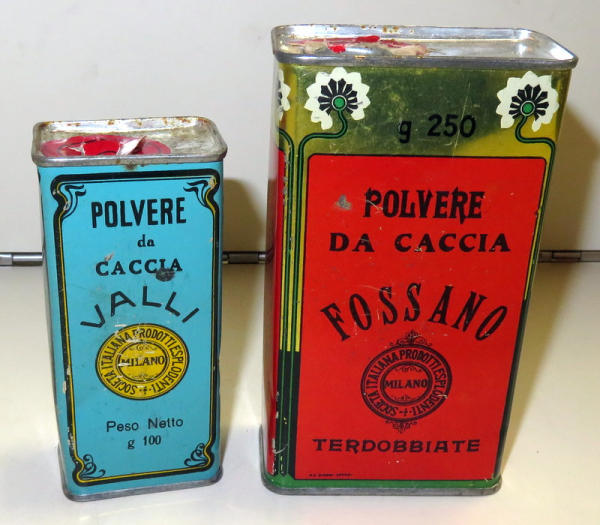 POLVERE
da
CACCIA
VALLI
SOCIETÀ ITALIANA PRODOTTI ESPLODENTI
MILANO
Peso Netto
g 100
g 250
POLVERE
DA CACCIA
FOSSANO
SOCIETÀ ITALIANA PRODOTTI ESPLODENTI
MILANO
TERDOBBIATE